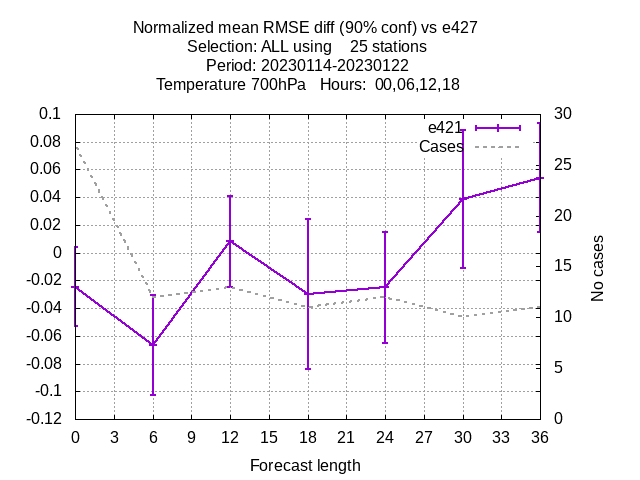 Normalized mean RMSE diff (90% conf) vs e427
Selection: ALL using    25 stations
Period: 20230114-20230122
Temperature 700hPa   Hours:  00,06,12,18
e421
Cases
0.1
0.08
0.06
0.04
0.02
0
-0.02
-0.04
-0.06
-0.08
-0.1
-0.12
30
25
20
15
10
5
0
No cases
0 3 6 9 12 15 18 21 24 27 30 33 36
Forecast length